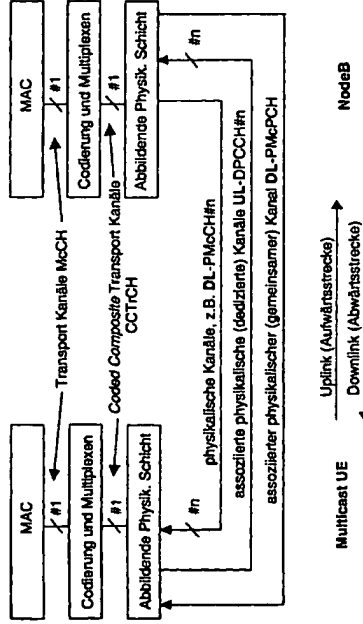 MAC
#1
Codierung und Multiplexen
#1
Abbildende Physik. Schicht
#n
Transport Kanäle McCH
Coded Composite Transport Kanäle
CCTrCH
MAC
#1
Codierung und Multiplexen
#1
Abbildende Physik. Schicht
#n
physikalische Kanäle, z.B. DL-PMcCH#n
assoziierte physikalische (dedizierte) Kanäle UL-DPCCH#n
assoziierter physikalischer (gemeinsamer) Kanal DL-PMcPCH
Multicast UE
Uplink (Aufwärtsstrecke)
Downlink (Abwärtsstrecke)
NodeB